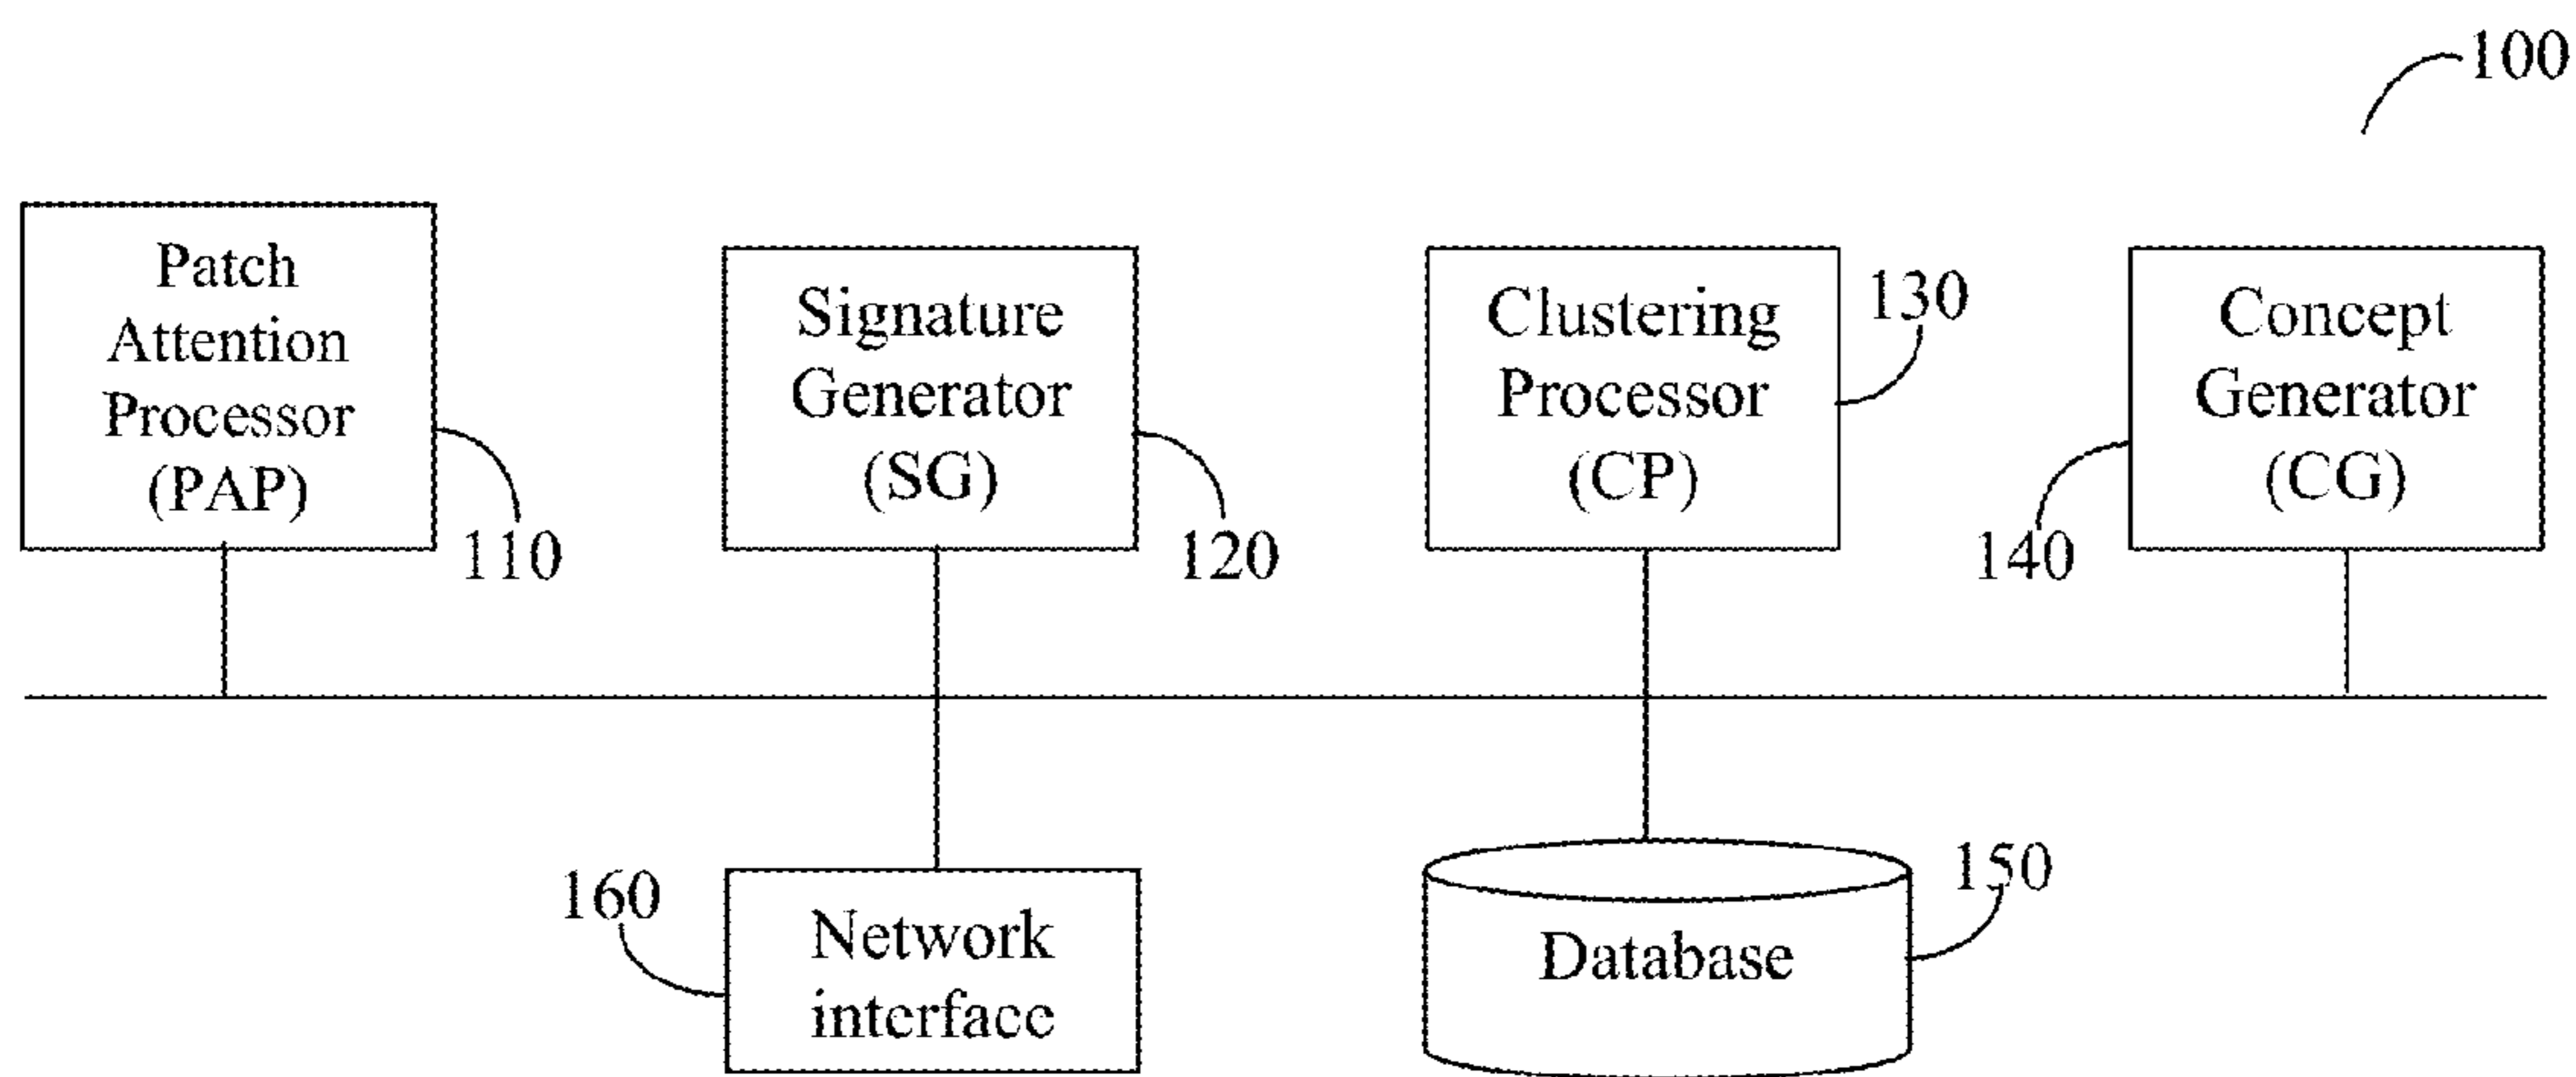 100
Patch
Attention
Processor
(PAP)
110
Signature
Generator
(SG)
120
Clustering
Processor
(CP)
130
Concept
Generator
(CG)
140
160
Network
interface
Database
150